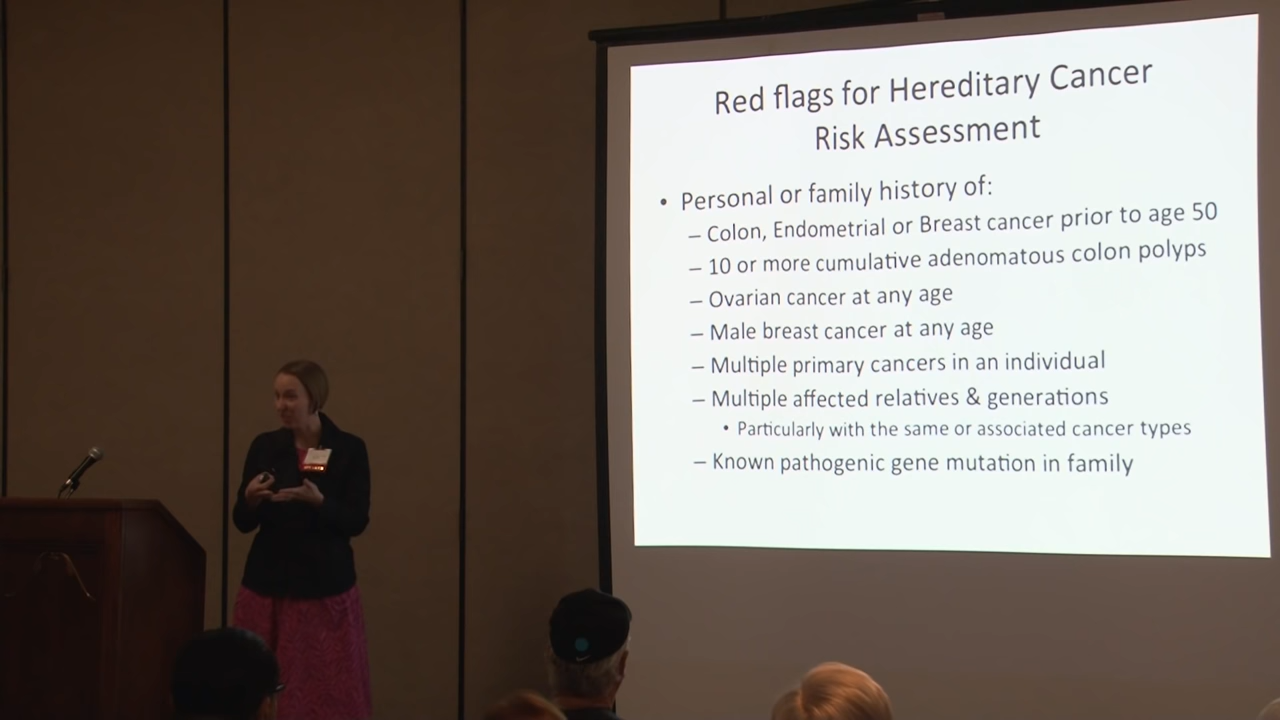 Red flags for Hereditary Cancer
Risk Assessment
• Personal or family history of:
– Colon, Endometrial or Breast cancer prior to age 50
– 10 or more cumulative adenomatous colon polyps
– Ovarian cancer at any age
– Male breast cancer at any age
– Multiple primary cancers in an individual
– Multiple affected relatives & generations
• Particularly with the same or associated cancer types
– Known pathogenic gene mutation in family